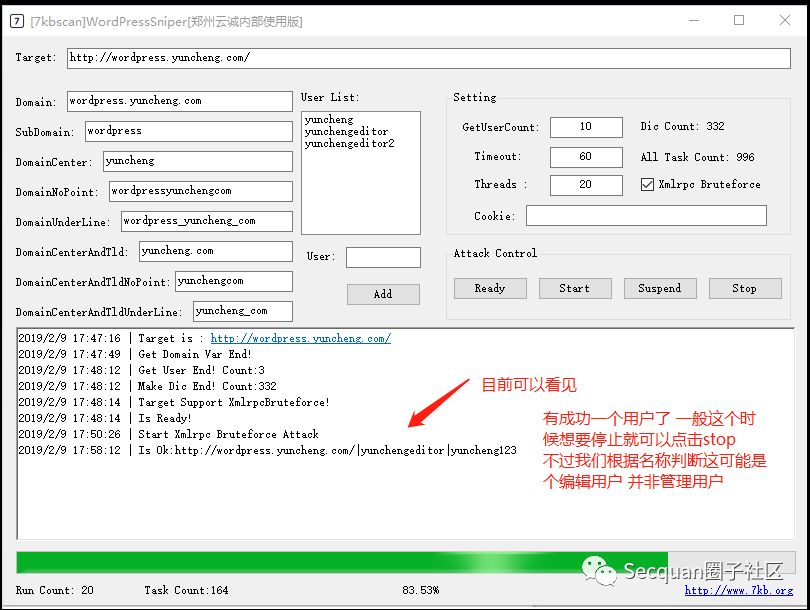 [7kbscan]WordPressSniper[郑州云诚内部使用版]
Target: http://wordpress.yuncheng.com/
Domain: wordpress.yuncheng.com
SubDomain: wordpress
DomainCenter: yuncheng
DomainNoPoint: wordpressyunchengcom
DomainUnderLine: wordpress_yuncheng_com
DomainCenterAndTld: yuncheng.com
DomainCenterAndTldNoPoint: yunchengcom
DomainCenterAndTldUnderLine: yuncheng_com
User List:
yuncheng
yunchengeditor
yunchengeditor2
User:
Add
Setting
GetUserCount: 10 Dic Count: 332
Timeout: 60 All Task Count: 996
Threads : 20 Xmlrpc Bruteforce
Cookie:
Attack Control
Ready Start Suspend Stop
2019/2/9 17:47:16 | Target is : http://wordpress.yuncheng.com/
2019/2/9 17:47:49 | Get Domain Var End!
2019/2/9 17:48:12 | Get User End! Count:3
2019/2/9 17:48:12 | Make Dic End! Count:332
2019/2/9 17:48:14 | Target Support XmlrpcBruteforce!
2019/2/9 17:48:14 | Is Ready!
2019/2/9 17:50:26 | Start Xmlrpc Bruteforce Attack
2019/2/9 17:58:12 | Is Ok:http://wordpress.yuncheng.com/|yunchengeditor|yuncheng123
目前可以看见
有成功一个用户了 一般这个时
候想要停止就可以点击stop
不过我们根据名称判断这可能是
个编辑用户 并非管理用户
Secquan圈子社区
Run Count: 20 Task Count:164 83.53% http://www.7kb.org